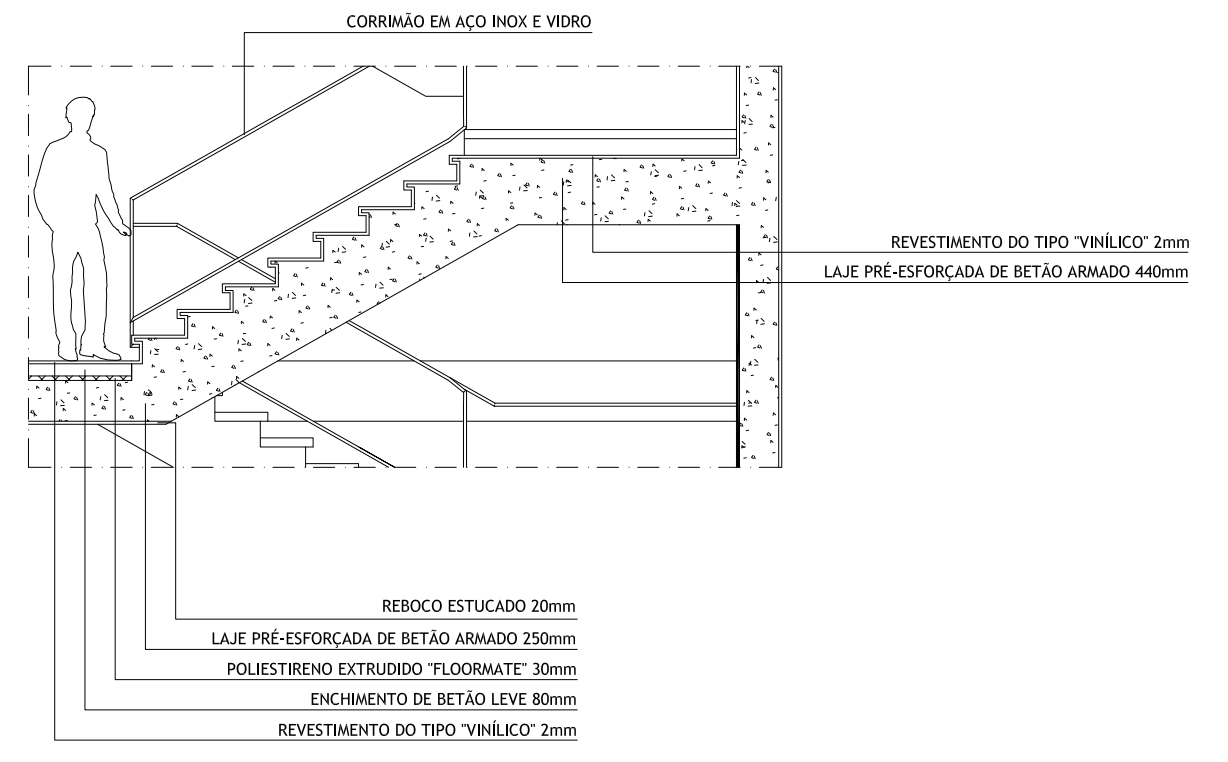 CORRIMÃO EM AÇO INOX E VIDRO
REVESTIMENTO DO TIPO "VINÍLICO" 2mm
LAJE PRÉ-ESFORÇADA DE BETÃO ARMADO 440mm
REBOCO ESTUCADO 20mm
LAJE PRÉ-ESFORÇADA DE BETÃO ARMADO 250mm
POLIESTIRENO EXTRUDIDO "FLOORMATE" 30mm
ENCHIMENTO DE BETÃO LEVE 80mm
REVESTIMENTO DO TIPO "VINÍLICO" 2mm